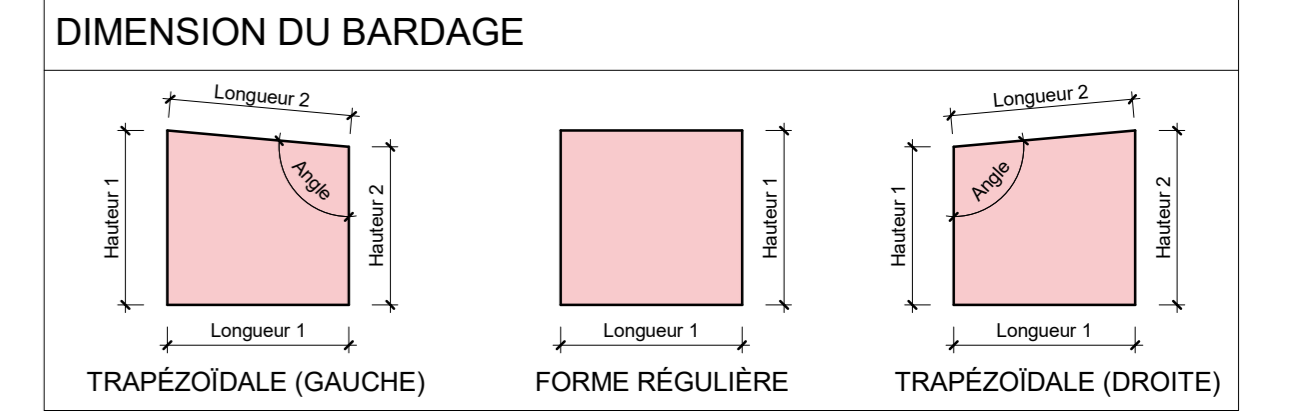 DIMENSION DU BARDAGE
Longueur 2
Hauteur 1
Angle
Hauteur 2
Longueur 1
TRAPÉZOÏDALE (GAUCHE)
Hauteur 1
Longueur 1
FORME RÉGULIÈRE
Longueur 2
Hauteur 1
Angle
Hauteur 2
Longueur 1
TRAPÉZOÏDALE (DROITE)